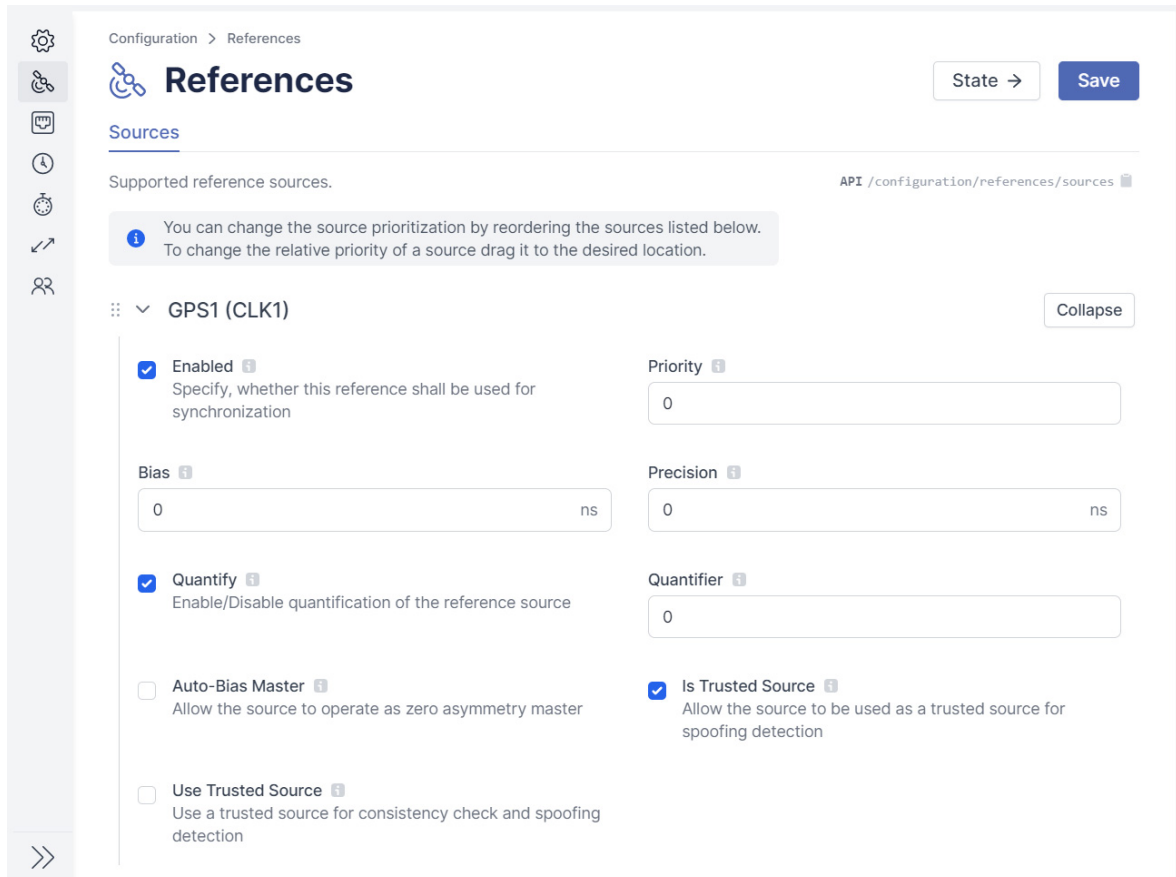 Configuration > References
References
State →
Save
Sources
Supported reference sources.
API /configuration/references/sources
You can change the source prioritization by reordering the sources listed below.
To change the relative priority of a source drag it to the desired location.
GPS1 (CLK1)
Collapse
Enabled
Specify, whether this reference shall be used for
synchronization
Priority
0
Bias
0 ns
Precision
0 ns
Quantify
Enable/Disable quantification of the reference source
Quantifier
0
Auto-Bias Master
Allow the source to operate as zero asymmetry master
Is Trusted Source
Allow the source to be used as a trusted source for
spoofing detection
Use Trusted Source
Use a trusted source for consistency check and spoofing
detection